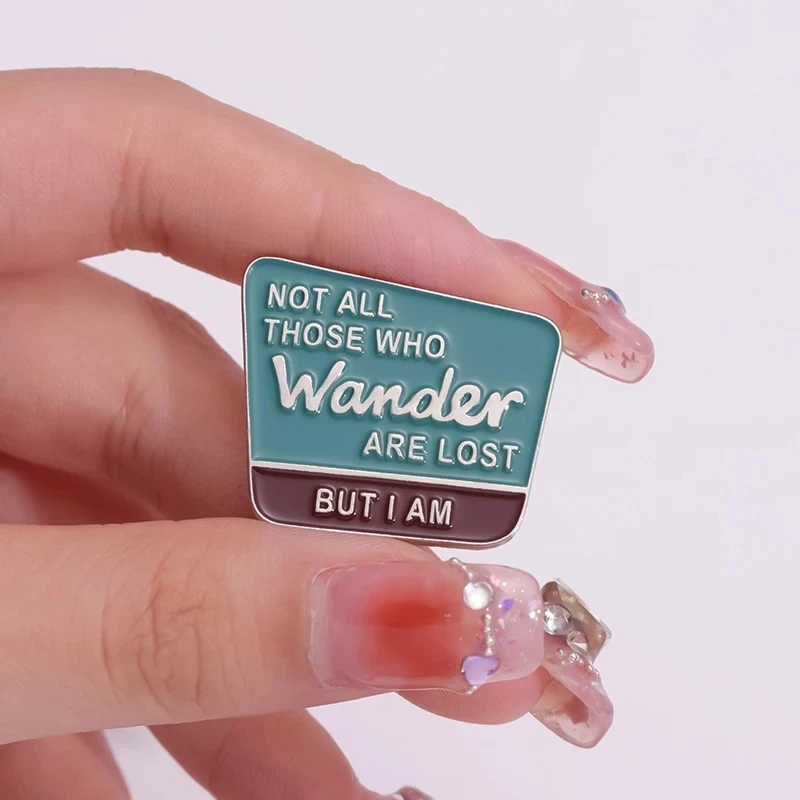 NOT ALL
THOSE WHO
Wander
ARE LOST
BUT I AM